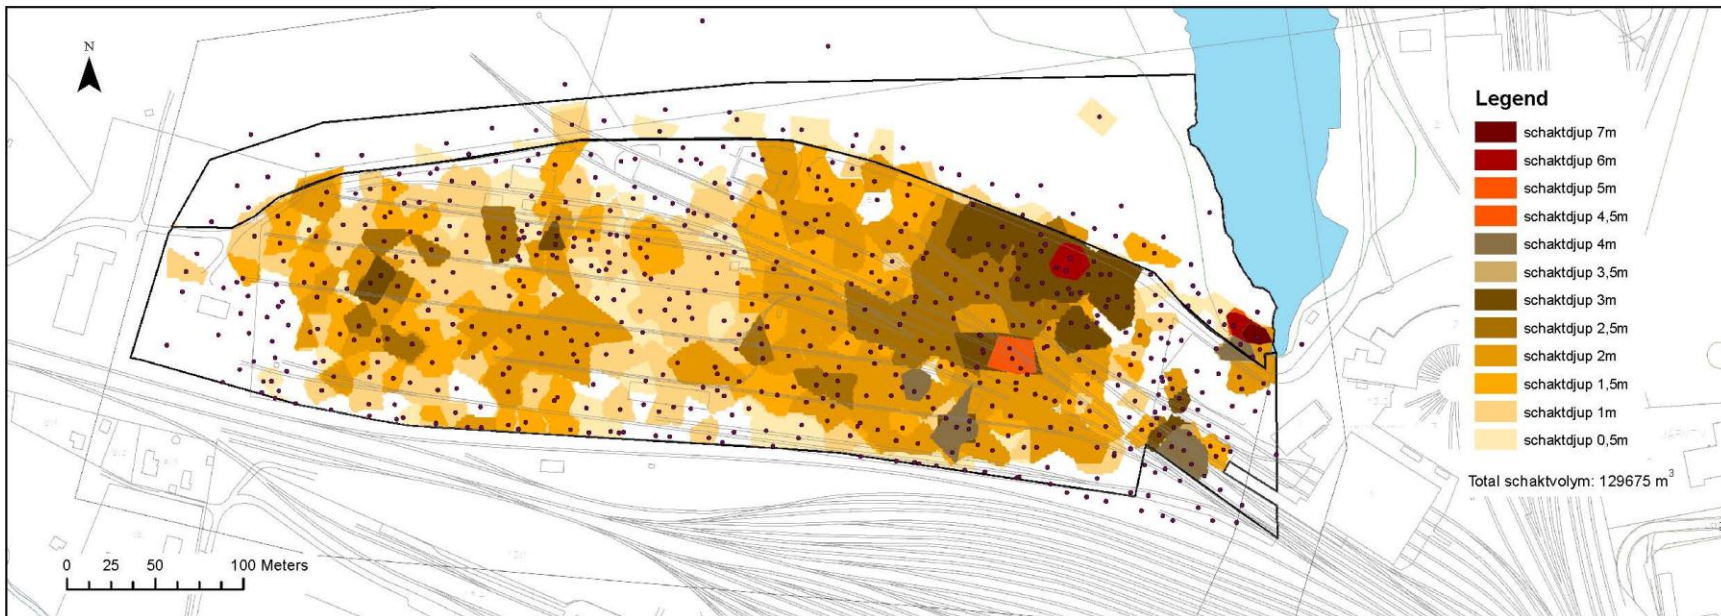 N
Legend
schaktdjup 7m
schaktdjup 6m
schaktdjup 5m
schaktdjup 4,5m
schaktdjup 4m
schaktdjup 3,5m
schaktdjup 3m
schaktdjup 2,5m
schaktdjup 2m
schaktdjup 1,5m
schaktdjup 1m
schaktdjup 0,5m
Total schaktvolym: 129675 m³
0 25 50 100 Meters